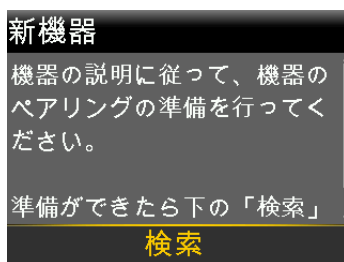 新機器
機器の説明に従って、機器の
ペアリングの準備を行ってく
ださい。
準備ができたら下の「検索」
検索